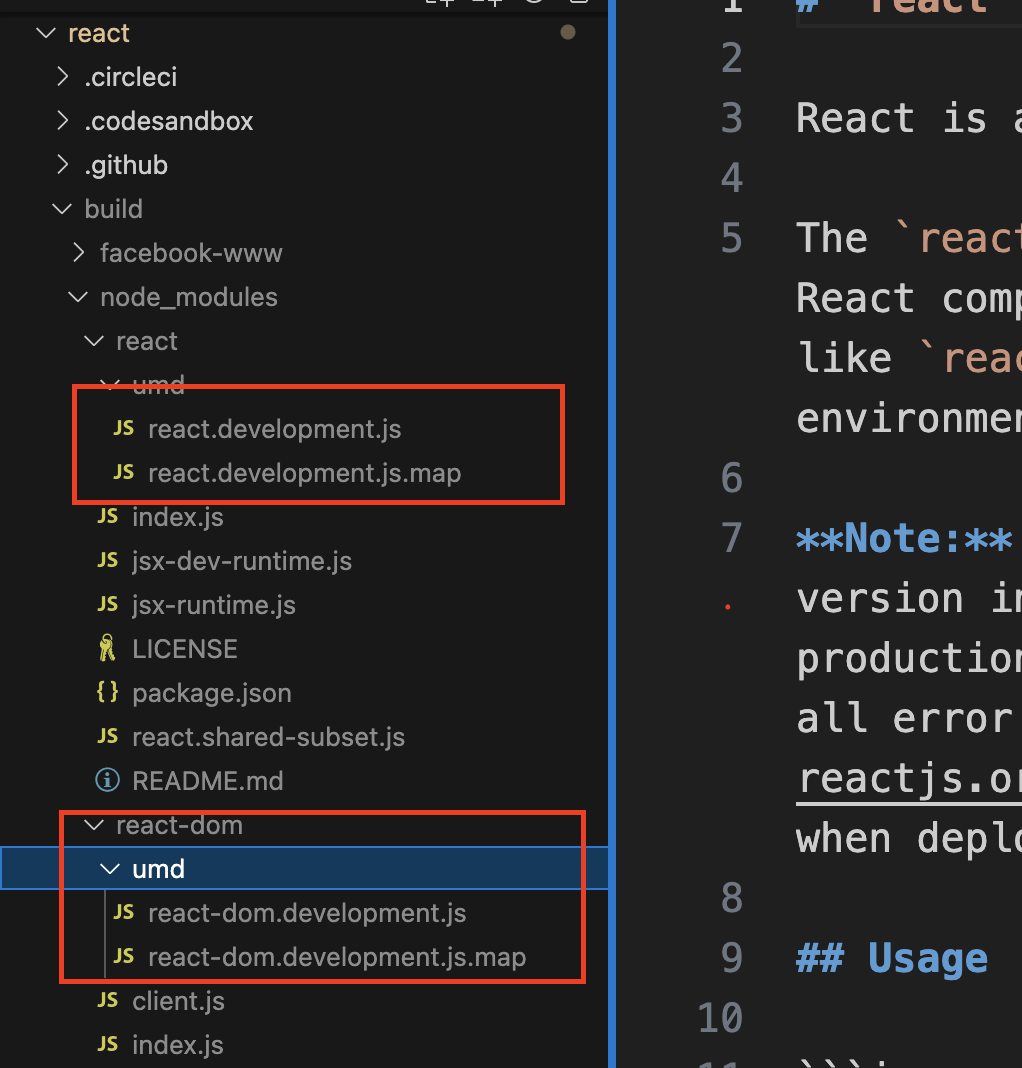 react
.circleci
.codesandbox
.github
build
facebook-www
node_modules
react
umd
JS react.development.js
JS react.development.js.map
JS index.js
JS jsx-dev-runtime.js
JS jsx-runtime.js
LICENSE
{} package.json
JS react.shared-subset.js
README.md
react-dom
umd
JS react-dom.development.js
JS react-dom.development.js.map
JS client.js
JS index.js
1 # `react
2
3 React is a
4
5 The `react
React comp
like `reac
environmen
6
7 **Note:**
version in
production
all error
reactjs.or
when deplo
8
9 ## Usage
10
11 ```j